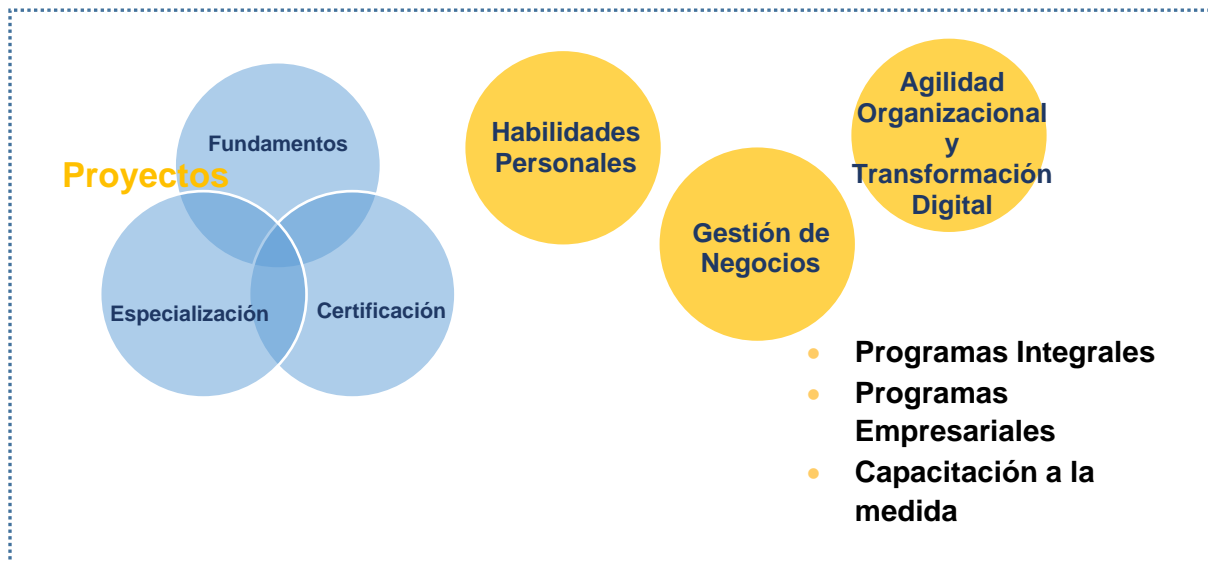 Proyectos
Fundamentos
Especialización
Certificación
Habilidades
Personales
Gestión de
Negocios
Agilidad
Organizacional
y
Transformación
Digital
Programas Integrales
Programas
Empresariales
Capacitación a la
medida